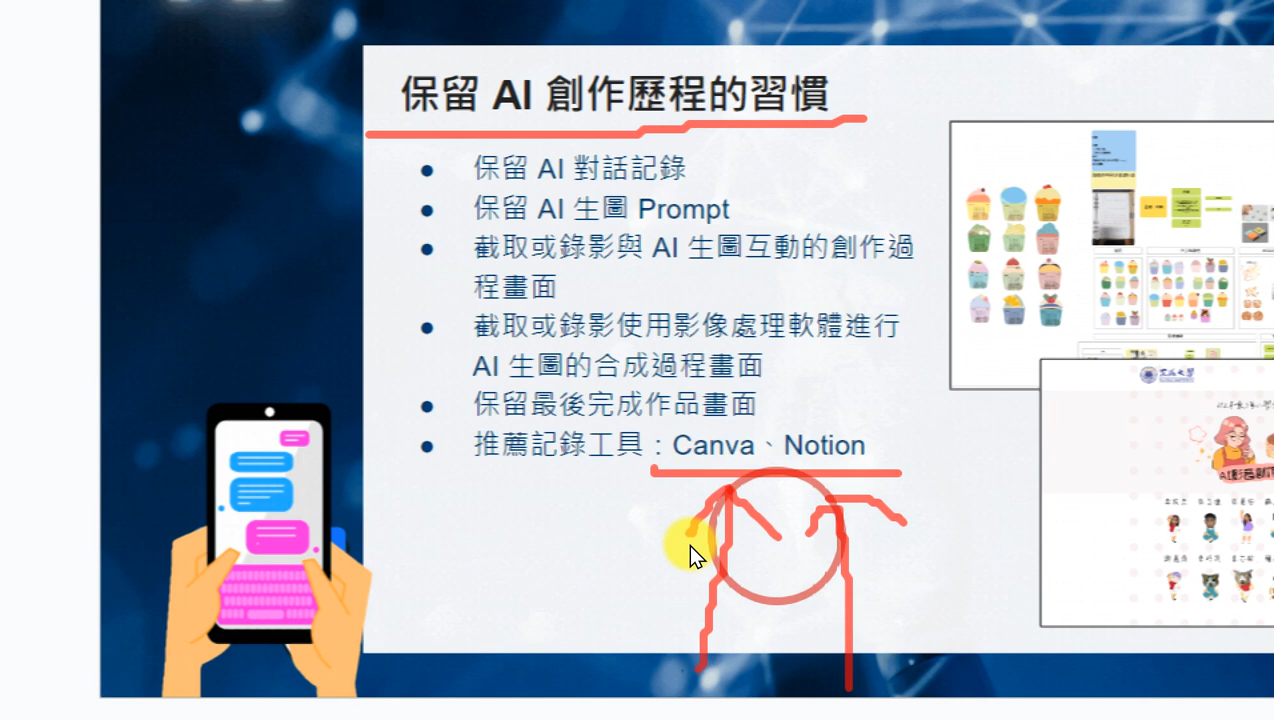 保留 AI 創作歷程的習慣
● 保留 AI 對話記錄
● 保留 AI 生圖 Prompt
● 截取或錄影與 AI 生圖互動的創作過
程畫面
● 截取或錄影使用影像處理軟體進行
AI 生圖的合成過程畫面
● 保留最後完成作品畫面
● 推薦記錄工具：Canva、Notion